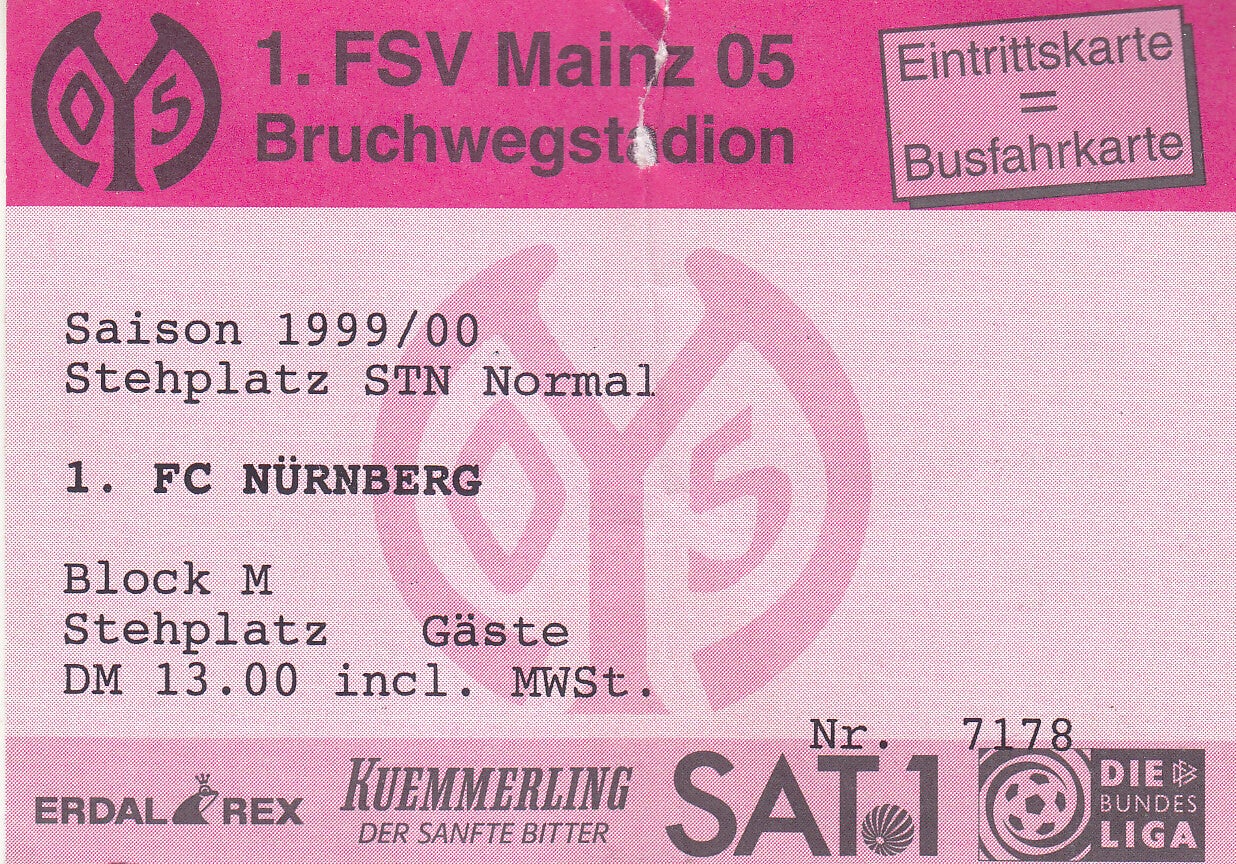 1. FSV Mainz 05
Bruchwegstadion
Eintrittskarte
=
Busfahrkarte
Saison 1999/00
Stehplatz STN Normal
1. FC NÜRNBERG
Block M
Stehplatz Gäste
DM 13.00 incl. MWSt.
Nr. 7178
ERDAL REX
KUEMMERLING
DER SANFTE BITTER
SAT.1
DIE
BUNDES
LIGA